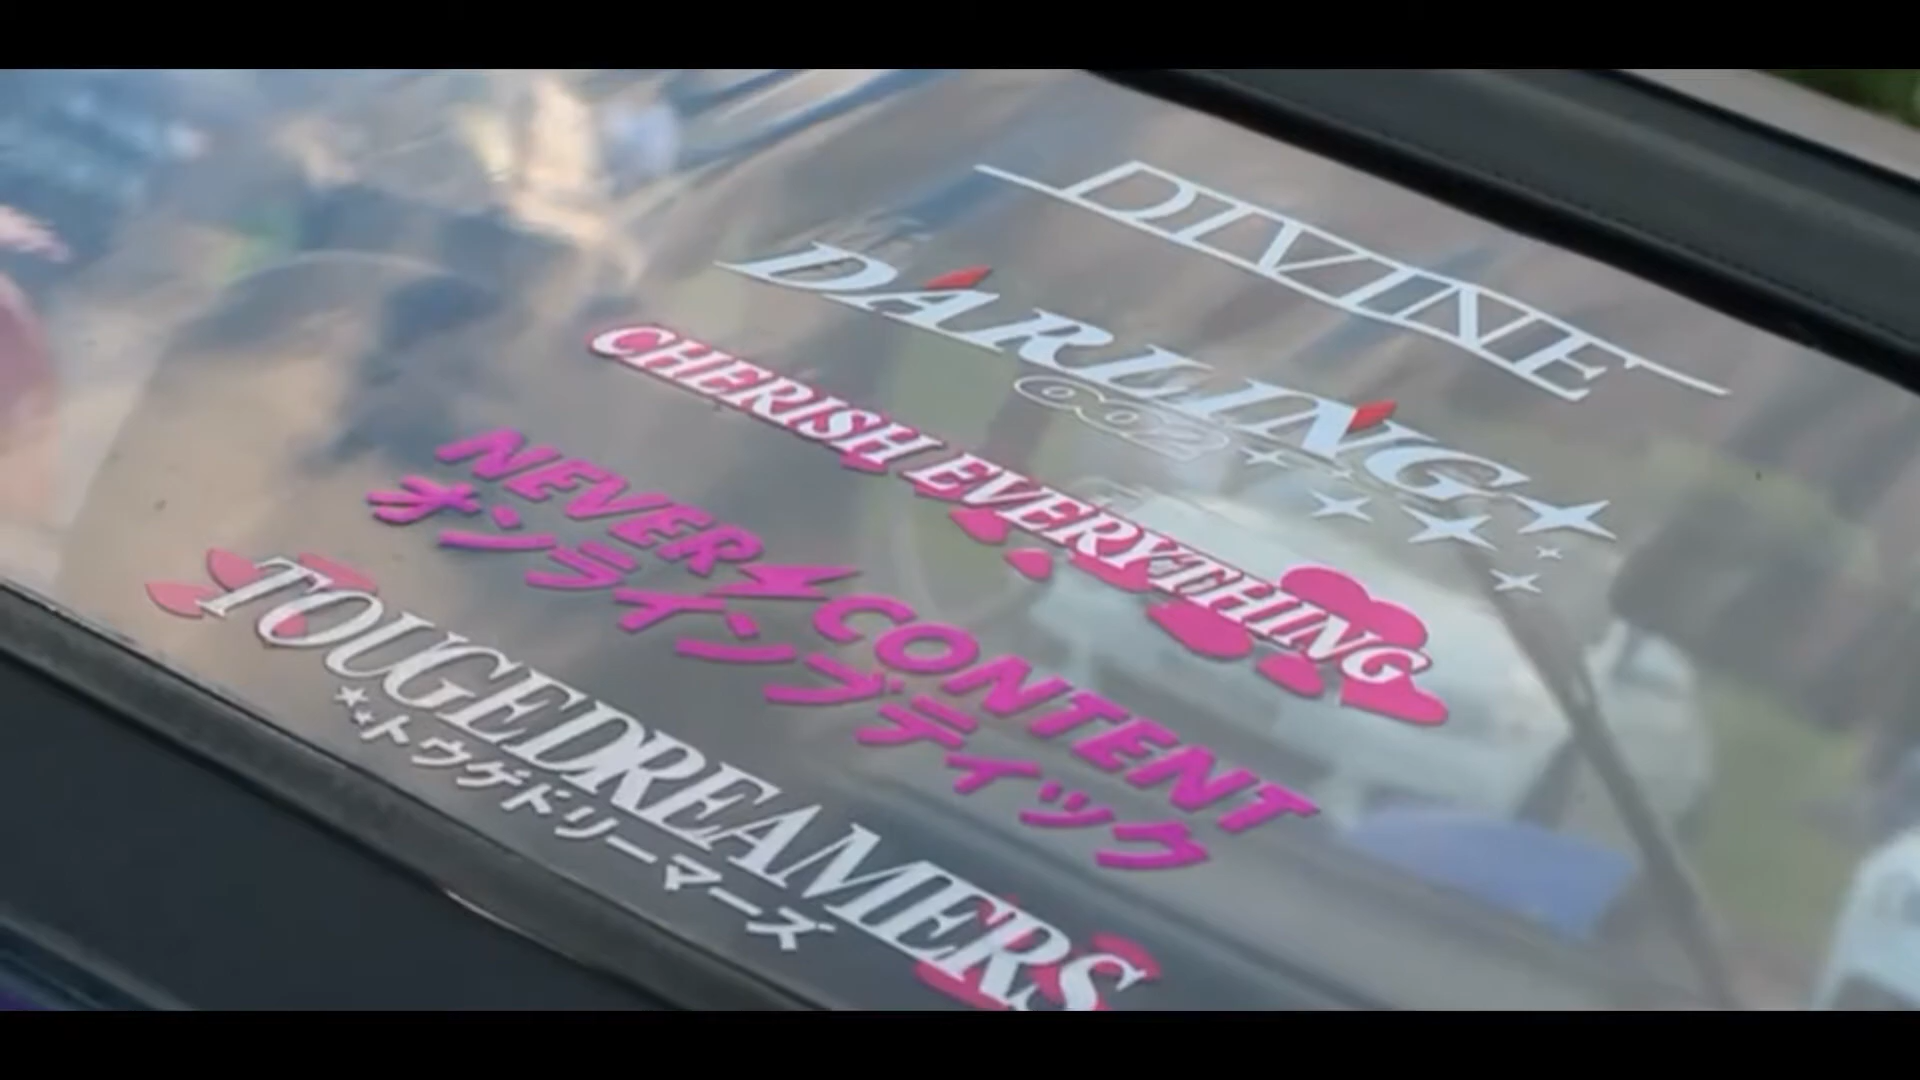 DIVINE
DARLING
002
CHERISH EVERYTHING
NEVER CONTENT
オンラインブティック
TOUGEDREAMERS
トウゲドリーマーズ